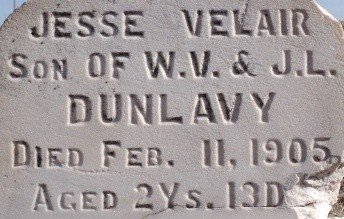 JESSE VELAIR
SON OF W.V. & J.L.
DUNLAVY
DIED FEB. 11, 1905
AGED 2YS. 13D